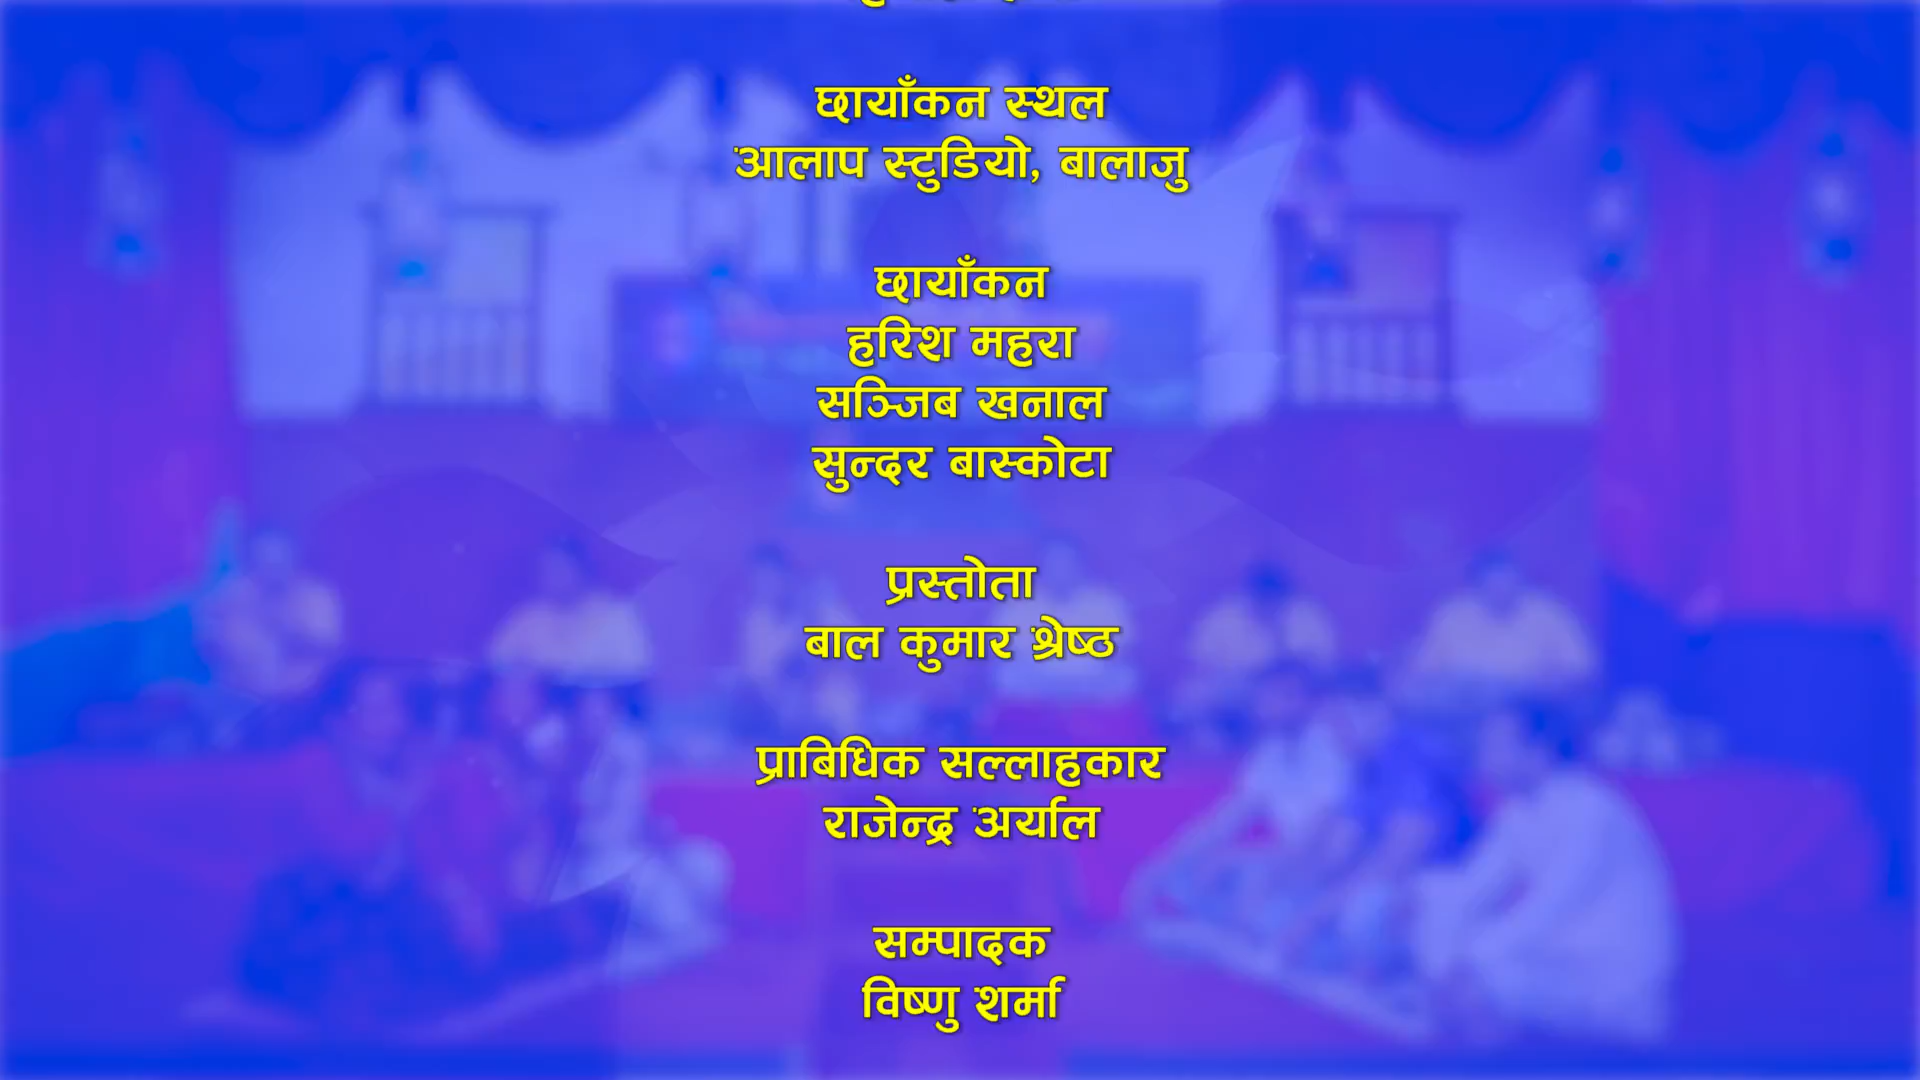 छायाँकन स्थल
आलाप स्टुडियो, बालाजु
छायाँकन
हरिश महरा
सञ्जिब खनाल
सुन्दर बास्कोटा
प्रस्तोता
बाल कुमार श्रेष्ठ
प्राबिधिक सल्लाहकार
राजेन्द्र अर्याल
सम्पादक
विष्णु शर्मा